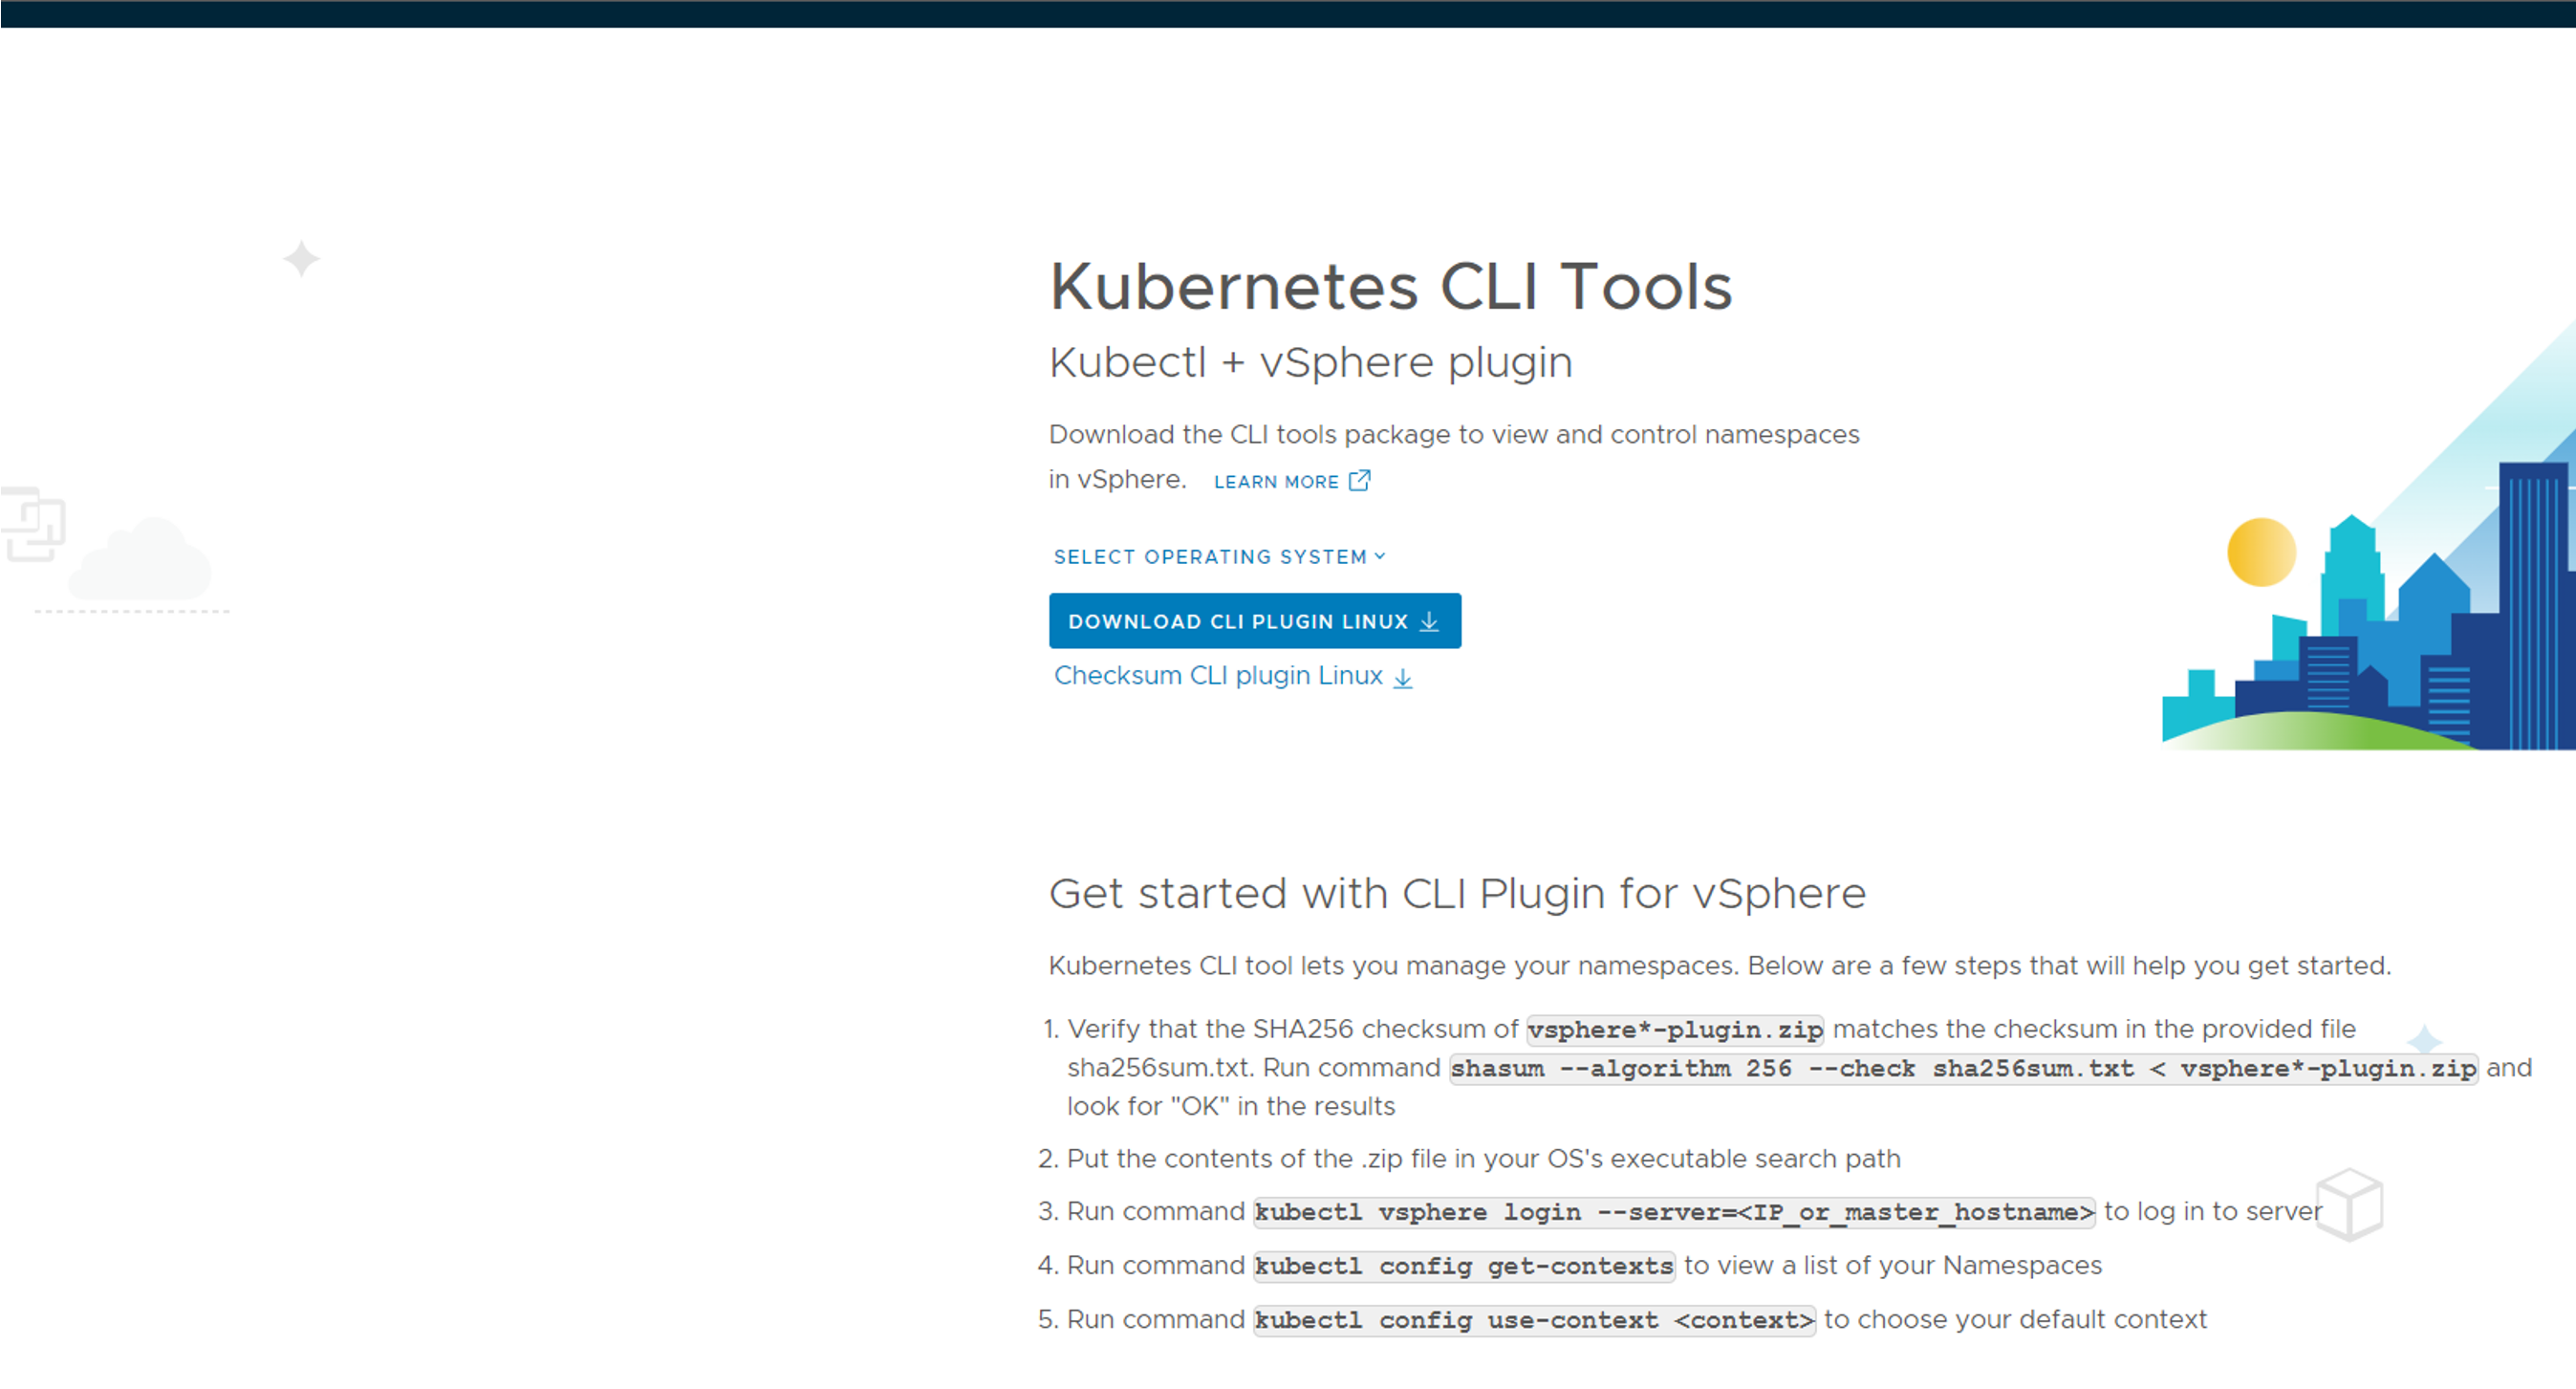 Kubernetes CLI Tools
Kubectl + vSphere plugin
Download the CLI tools package to view and control namespaces
in vSphere. LEARN MORE
SELECT OPERATING SYSTEM
DOWNLOAD CLI PLUGIN LINUX
Checksum CLI plugin Linux
Get started with CLI Plugin for vSphere
Kubernetes CLI tool lets you manage your namespaces. Below are a few steps that will help you get started.
1. Verify that the SHA256 checksum of vsphere*-plugin.zip matches the checksum in the provided file
sha256sum.txt. Run command shasum --algorithm 256 --check sha256sum.txt < vsphere*-plugin.zip and
look for "OK" in the results
2. Put the contents of the .zip file in your OS's executable search path
3. Run command kubectl vsphere login --server=<IP_or_master_hostname> to log in to server
4. Run command kubectl config get-contexts to view a list of your Namespaces
5. Run command kubectl config use-context <context> to choose your default context